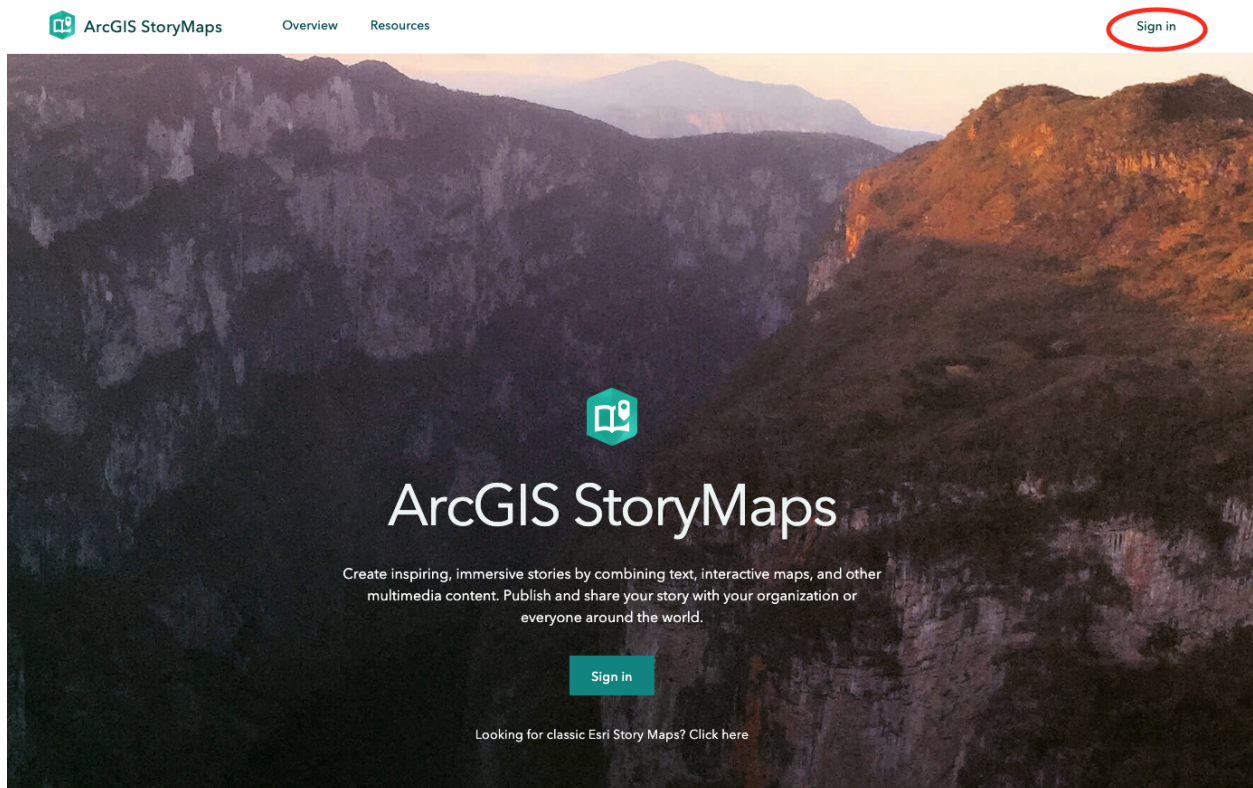 ArcGIS StoryMaps Overview Resources Sign in
ArcGIS StoryMaps
Create inspiring, immersive stories by combining text, interactive maps, and other
multimedia content. Publish and share your story with your organization or
everyone around the world.
Sign in
Looking for classic Esri Story Maps? Click here